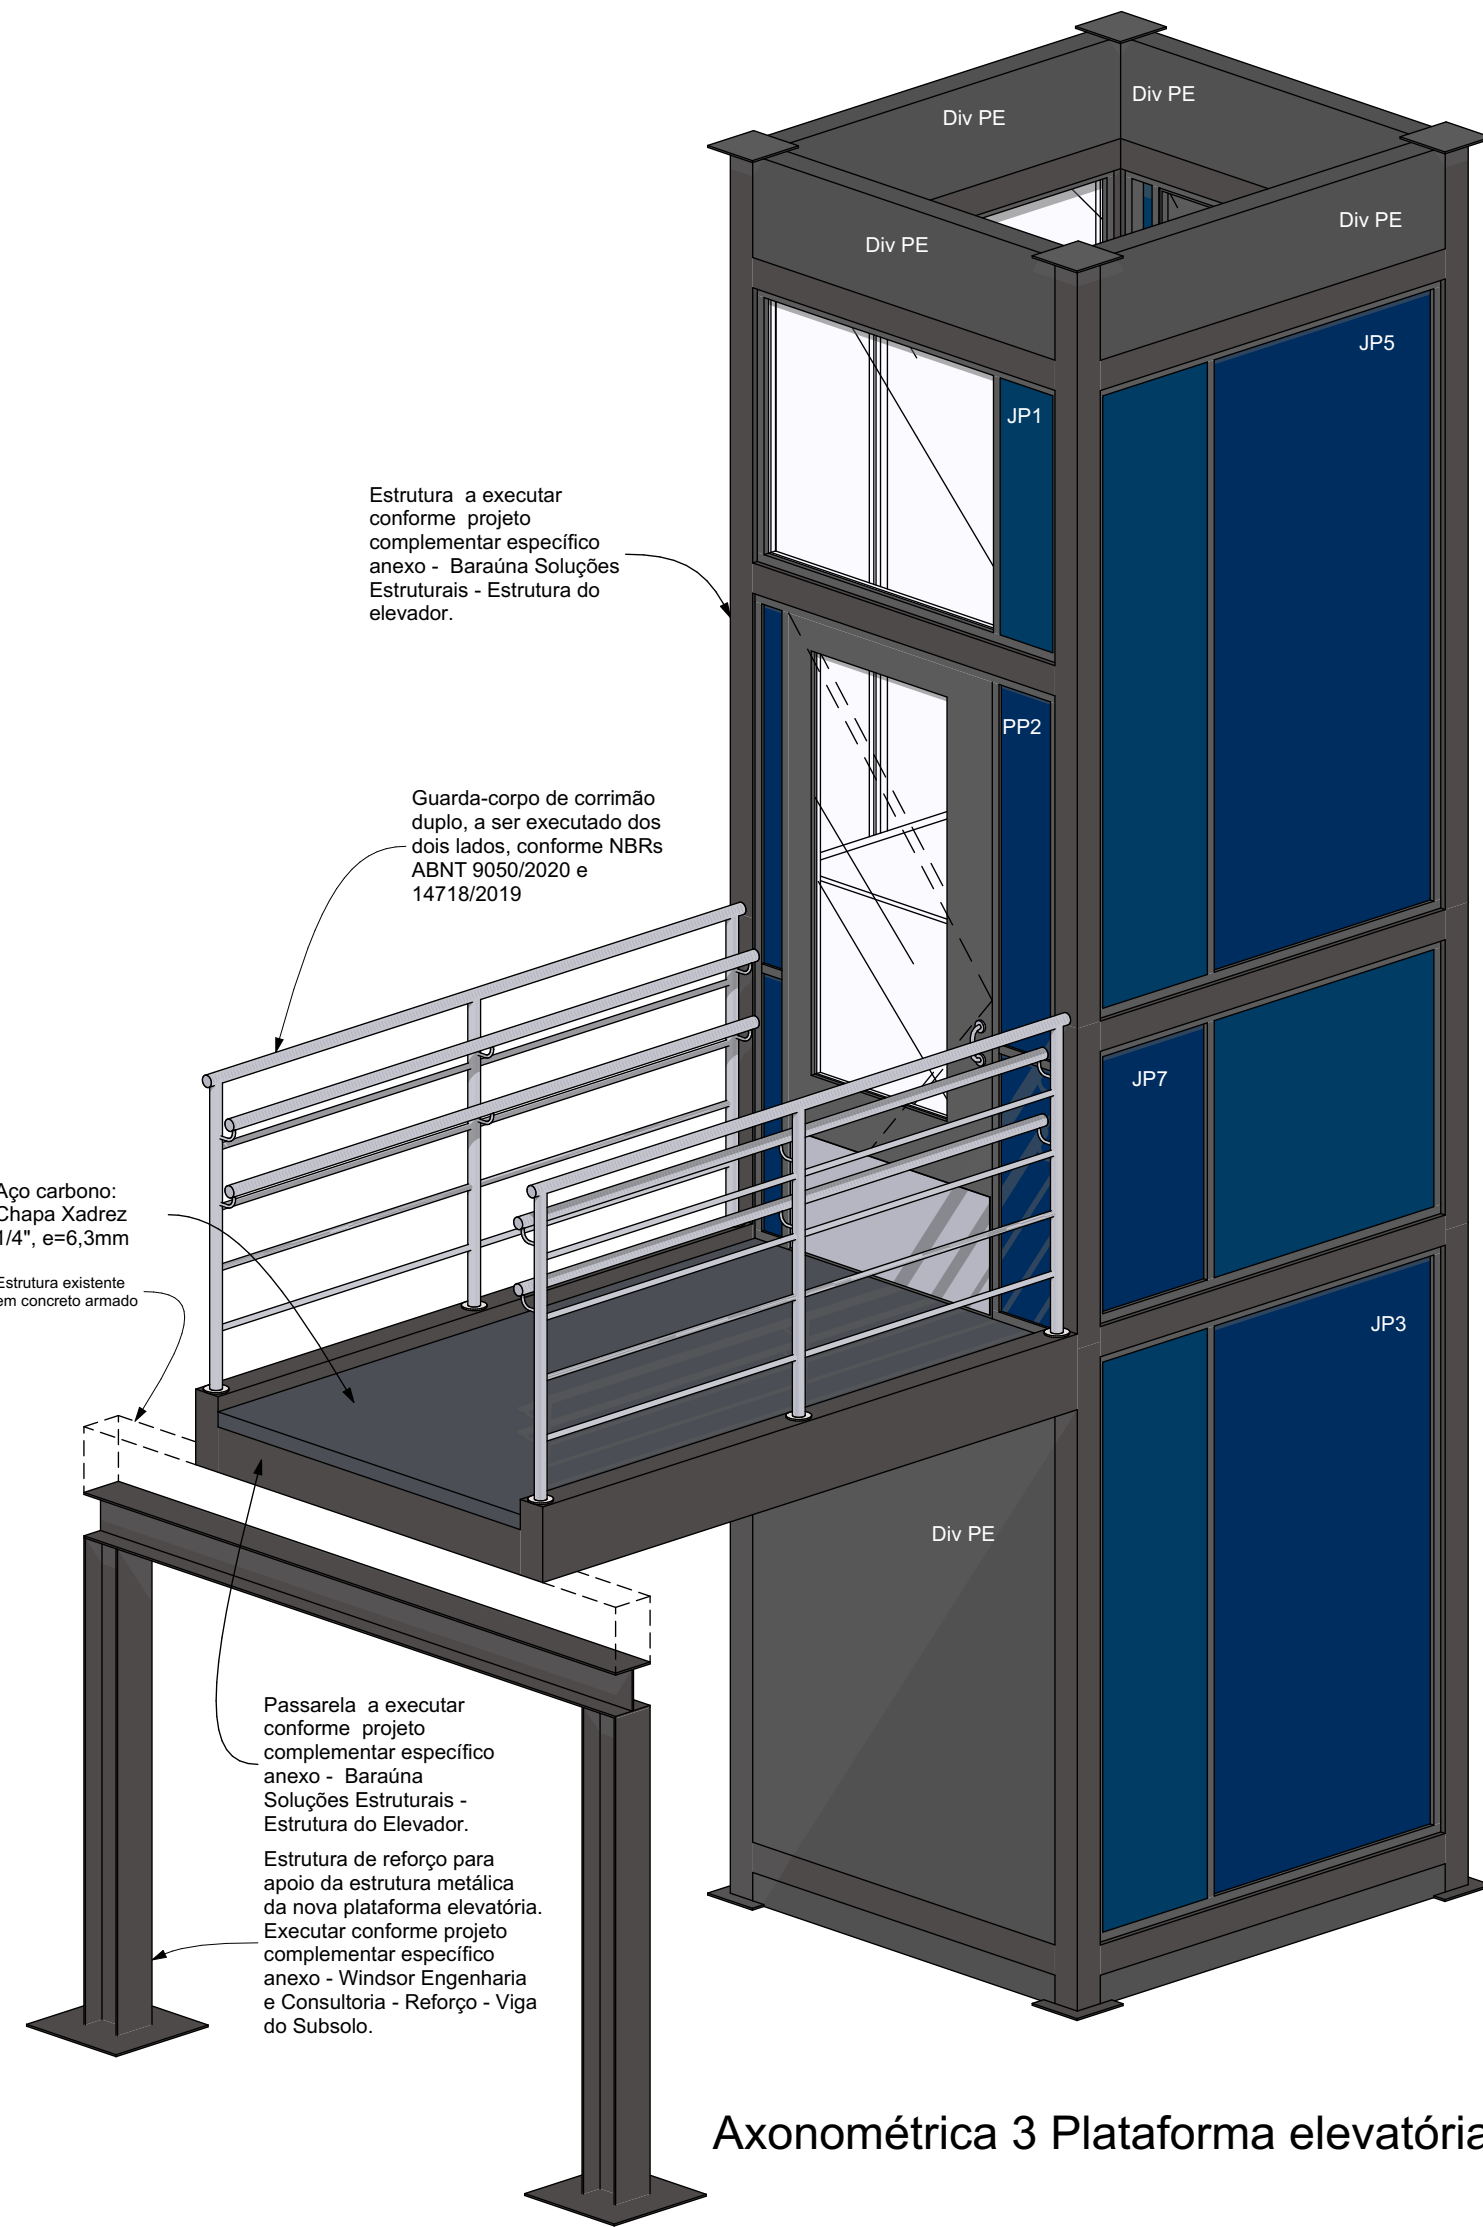 Div PE
Div PE
Div PE
Div PE
JP5
JP1
Estrutura a executar
conforme projeto
complementar específico
anexo - Baraúna Soluções
Estruturais - Estrutura do
elevador.
PP2
Guarda-corpo de corrimão
duplo, a ser executado dos
dois lados, conforme NBRs
ABNT 9050/2020 e
14718/2019
JP7
Aço carbono:
Chapa Xadrez
1/4", e=6,3mm
Estrutura existente
em concreto armado
JP3
Div PE
Passarela a executar
conforme projeto
complementar específico
anexo - Baraúna
Soluções Estruturais -
Estrutura do Elevador.
Estrutura de reforço para
apoio da estrutura metálica
da nova plataforma elevatória.
Executar conforme projeto
complementar específico
anexo - Windsor Engenharia
e Consultoria - Reforço - Viga
do Subsolo.
Axonométrica 3 Plataforma elevatória